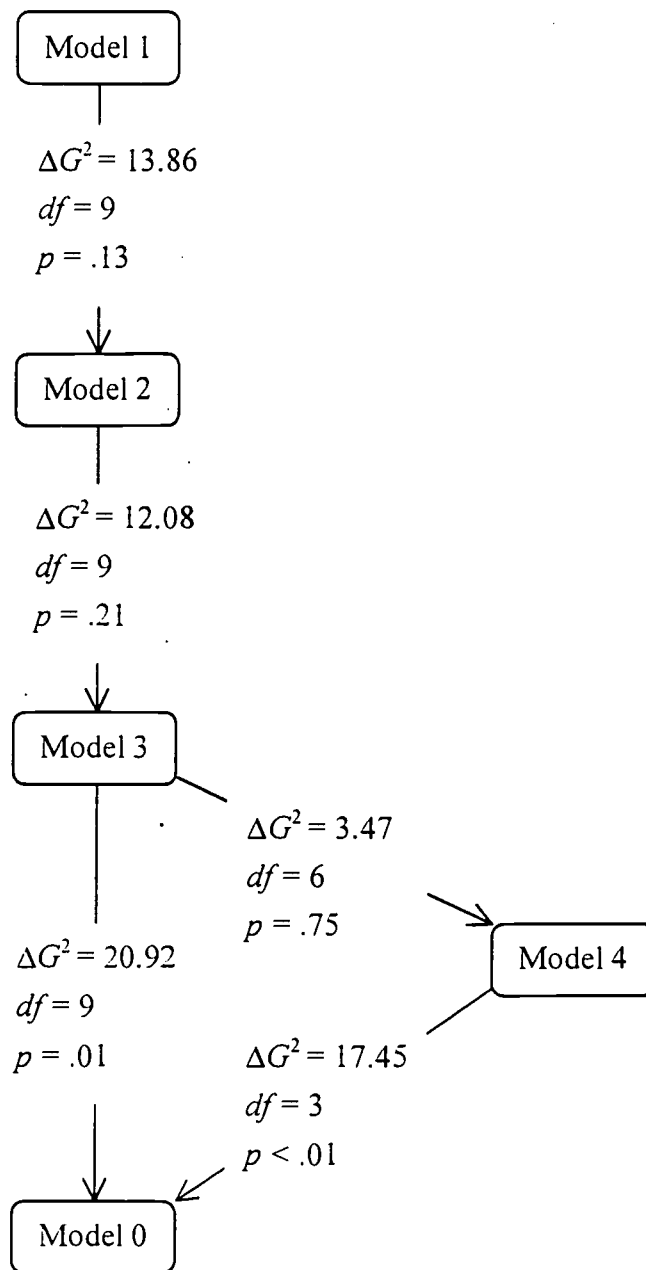 Model 1
ΔG² = 13.86
df = 9
p = .13
Model 2
ΔG² = 12.08
df = 9
p = .21
Model 3
ΔG² = 3.47
df = 6
p = .75
Model 4
ΔG² = 20.92
df = 9
p = .01
ΔG² = 17.45
df = 3
p < .01
Model 0